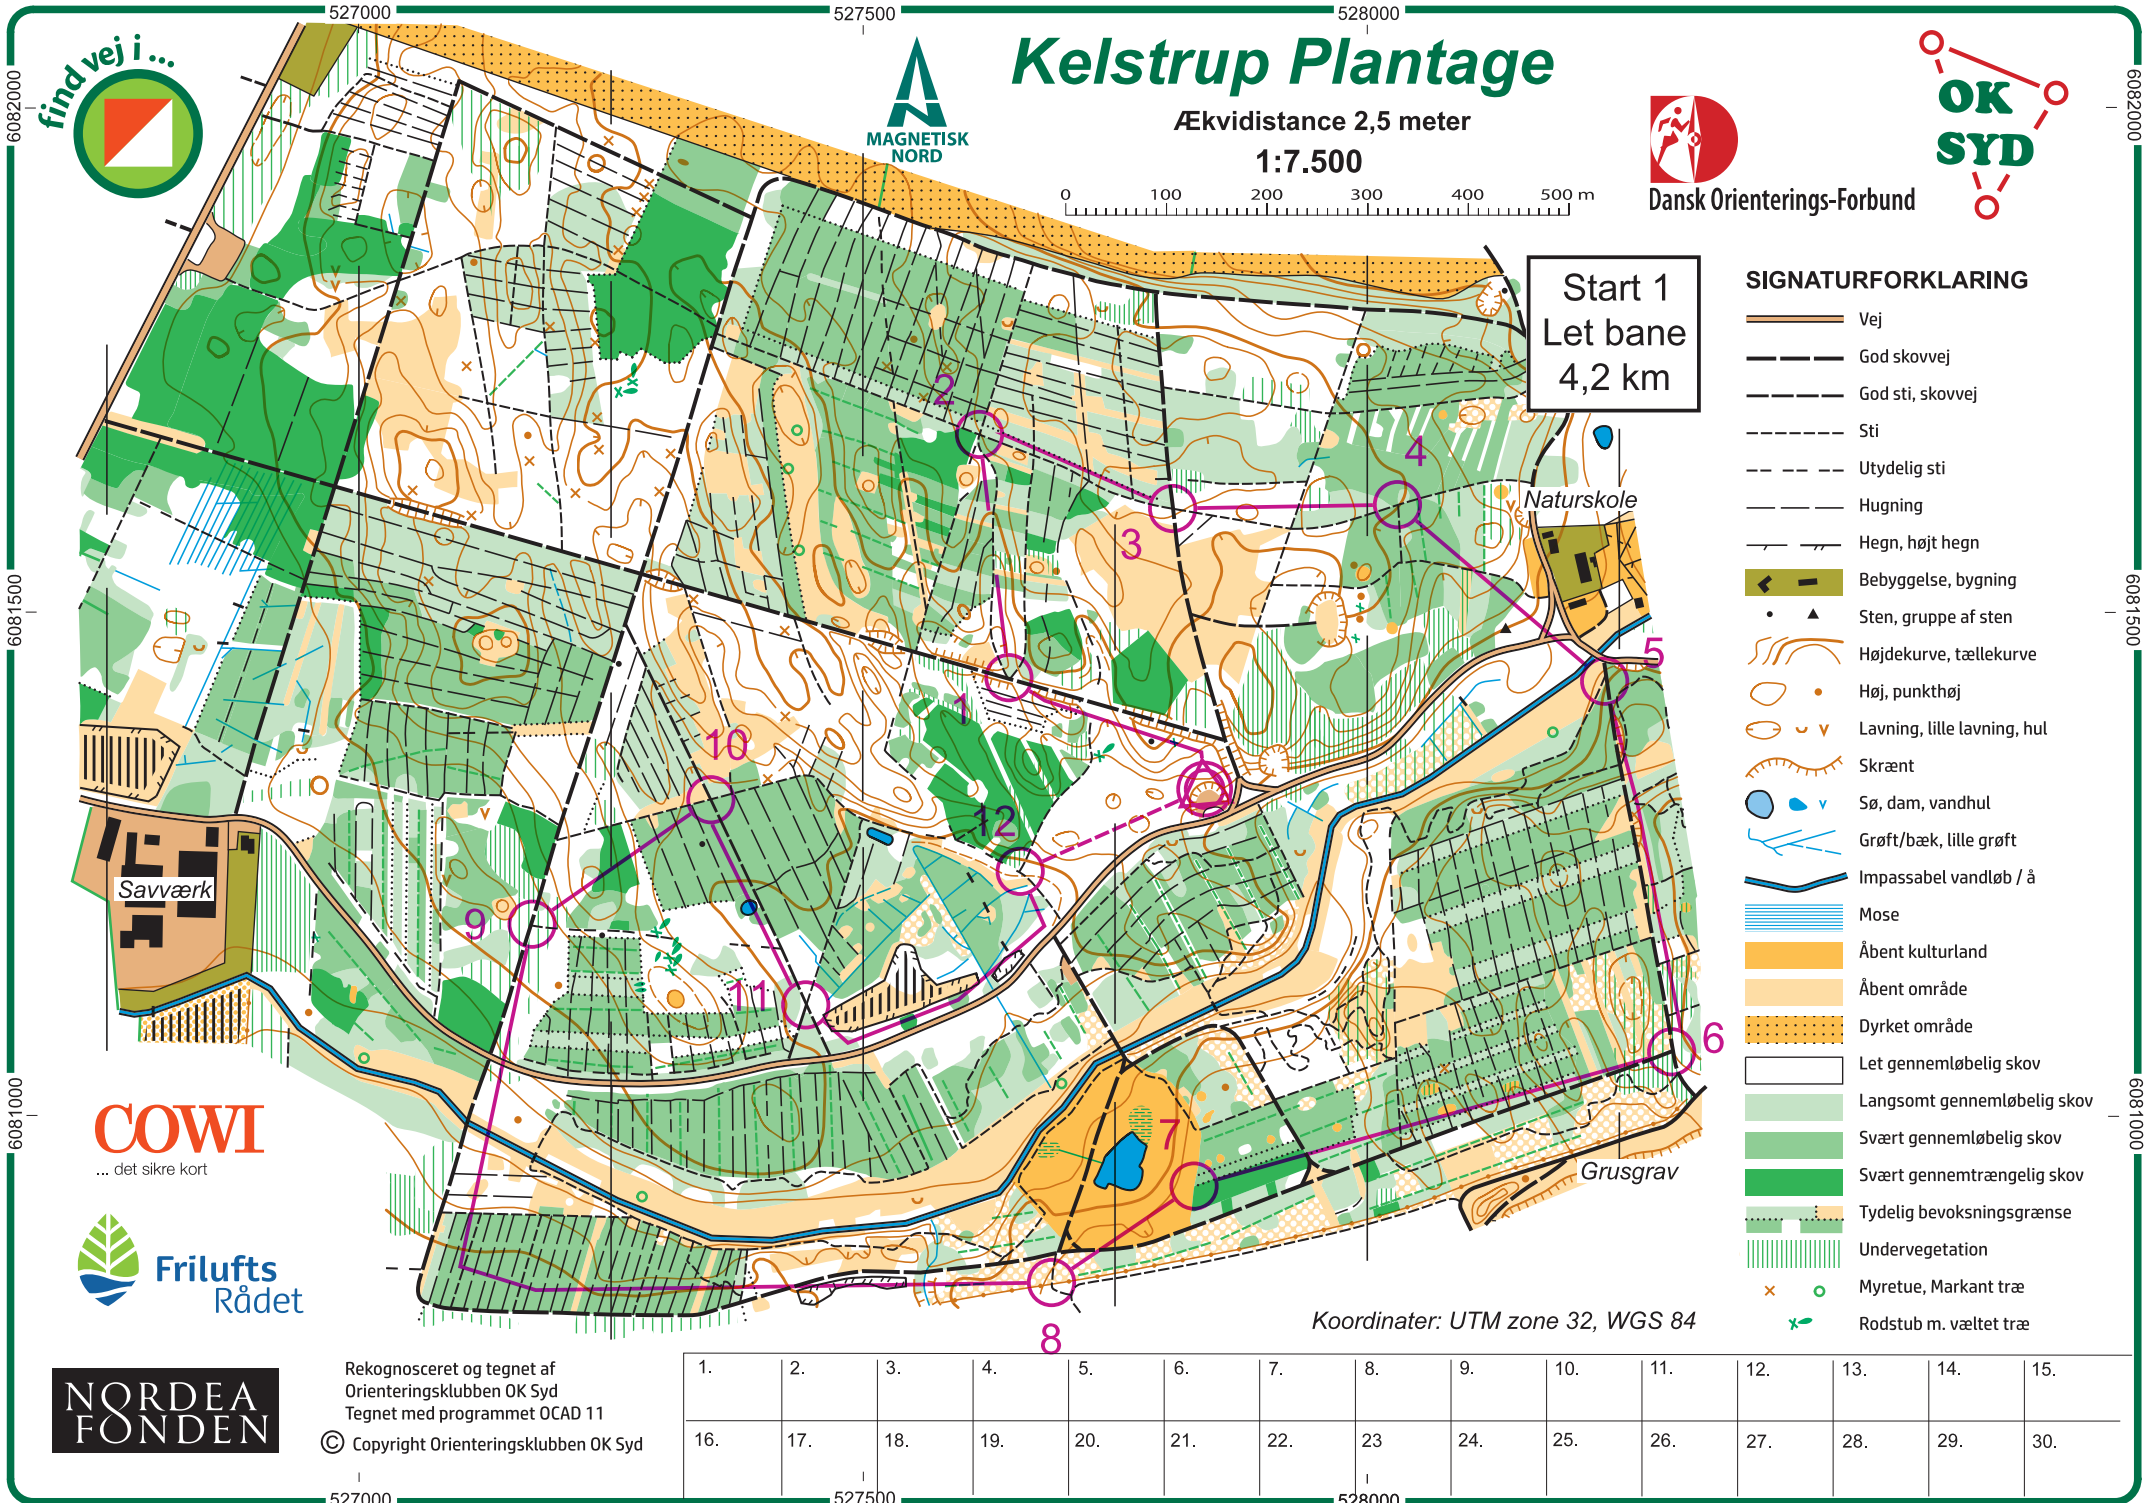 527000
527500
528000
find vej i ...
MAGNETISK
NORD
Kelstrup Plantage
Ækvidistance 2,5 meter
1:7.500
0 100 200 300 400 500 m
Dansk Orienterings-Forbund
OK
SYD
6082000
6082000
Start 1
Let bane
4,2 km
SIGNATURFORKLARING
Vej
God skovvej
God sti, skovvej
Sti
Utydelig sti
Hugning
Hegn, højt hegn
Bebyggelse, bygning
Sten, gruppe af sten
Højdekurve, tællekurve
Høj, punkthøj
Lavning, lille lavning, hul
Skrænt
Sø, dam, vandhul
Grøft/bæk, lille grøft
Impassabel vandløb / å
Mose
Åbent kulturland
Åbent område
Dyrket område
Let gennemløbelig skov
Langsomt gennemløbelig skov
Svært gennemløbelig skov
Svært gennemtrængelig skov
Tydelig bevoksningsgrænse
Undervegetation
Myretue, Markant træ
Rodstub m. væltet træ
2
4
3
Naturskole
6081500
6081500
5
1
10
12
Savværk
9
11
6
7
8
6081000
6081000
Grusgrav
COWI
... det sikre kort
Frilufts
Rådet
Koordinater: UTM zone 32, WGS 84
NORDEA
FONDEN
Rekognosceret og tegnet af
Orienteringsklubben OK Syd
Tegnet med programmet OCAD 11
© Copyright Orienteringsklubben OK Syd
1. 2. 3. 4. 5. 6. 7. 8. 9. 10. 11. 12. 13. 14. 15.
16. 17. 18. 19. 20. 21. 22. 23 24. 25. 26. 27. 28. 29. 30.
527000
527500
528000